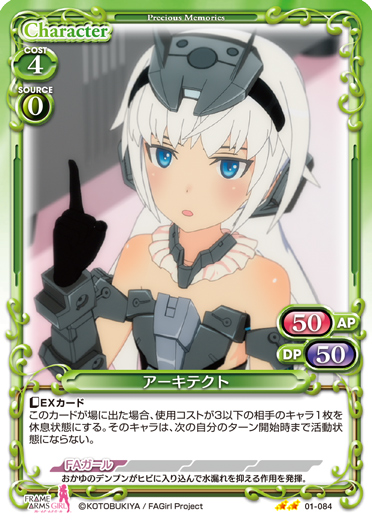 Precious Memories
Character
COST
4
SOURCE
0
50 AP
DP 50
アーキテクト
EXカード
このカードが場に出た場合、使用コストが3以下の相手のキャラ1枚を
休息状態にする。そのキャラは、次の自分のターン開始時まで活動状
態にならない。
FAガール
おかゆのデンプンがヒビに入り込んで水漏れを抑える作用を発揮。
FRAME
ARMS GIRL
©KOTOBUKIYA / FAGirl Project
01-084